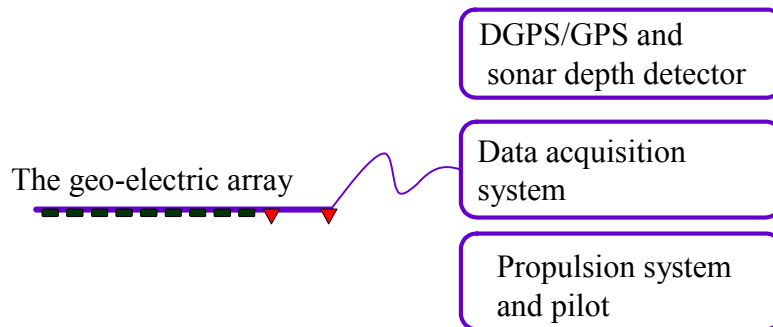 DGPS/GPS and
sonar depth detector
The geo-electric array
Data acquisition
system
Propulsion system
and pilot